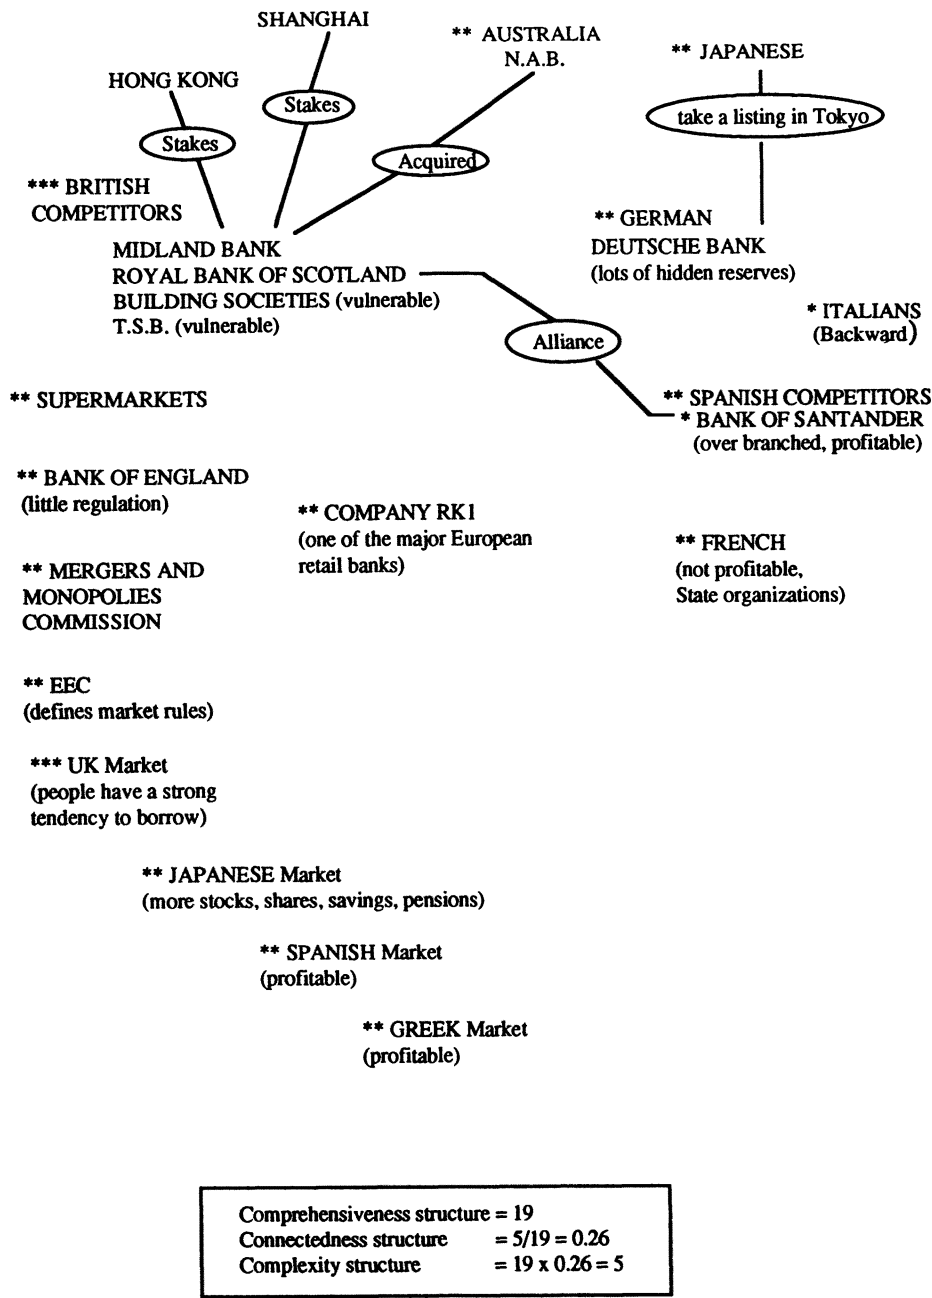 SHANGHAI
** AUSTRALIA
N.A.B.
** JAPANESE
HONG KONG
Stakes
take a listing in Tokyo
Stakes
Acquired
*** BRITISH
COMPETITORS
** GERMAN
DEUTSCHE BANK
(lots of hidden reserves)
MIDLAND BANK
ROYAL BANK OF SCOTLAND
BUILDING SOCIETIES (vulnerable)
T.S.B. (vulnerable)
* ITALIANS
(Backward)
Alliance
** SUPERMARKETS
** SPANISH COMPETITORS
* BANK OF SANTANDER
(over branched, profitable)
** BANK OF ENGLAND
(little regulation)
** COMPANY RK1
(one of the major European
retail banks)
** FRENCH
(not profitable,
State organizations)
** MERGERS AND
MONOPOLIES
COMMISSION
** EEC
(defines market rules)
*** UK Market
(people have a strong
tendency to borrow)
** JAPANESE Market
(more stocks, shares, savings, pensions)
** SPANISH Market
(profitable)
** GREEK Market
(profitable)
Comprehensiveness structure = 19
Connectedness structure = 5/19 = 0.26
Complexity structure = 19 x 0.26 = 5